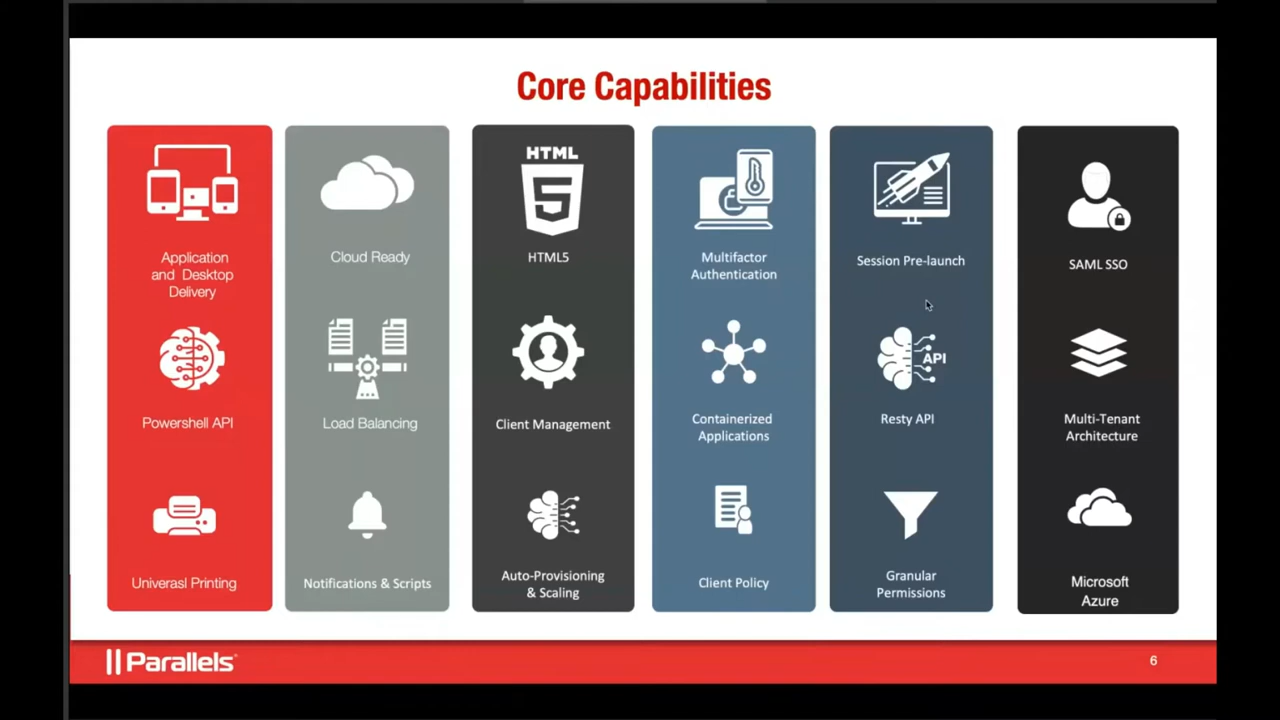 Core Capabilities
Application
and Desktop
Delivery
Powershell API
Univerasl Printing
Cloud Ready
Load Balancing
Notifications & Scripts
HTML
5
HTML5
Client Management
Auto-Provisioning
& Scaling
Multifactor
Authentication
Containerized
Applications
Client Policy
Session Pre-launch
API
Resty API
Granular
Permissions
SAML SSO
Multi-Tenant
Architecture
Microsoft
Azure
Parallels
6